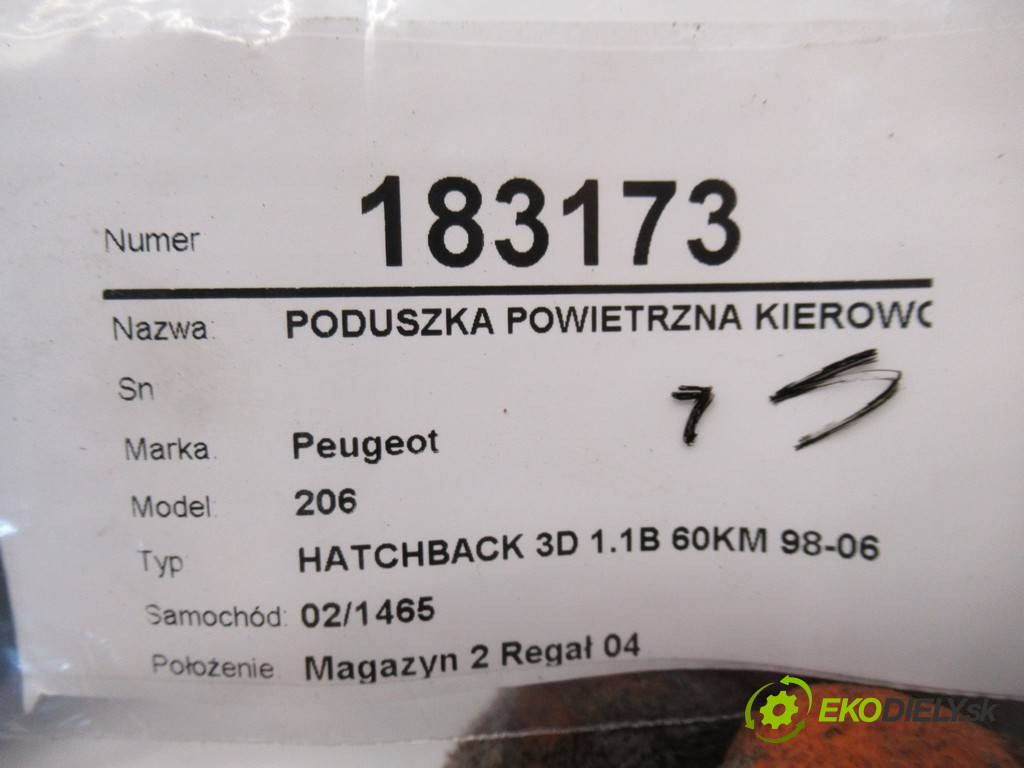 Numer 183173
Nazwa: PODUSZKA POWIETRZNA KIEROWC
Sn
Marka Peugeot
Model: 206
Typ HATCHBACK 3D 1.1B 60KM 98-06
Samochód: 02/1465
Położenie Magazyn 2 Regał 04
EKODIELY.sk